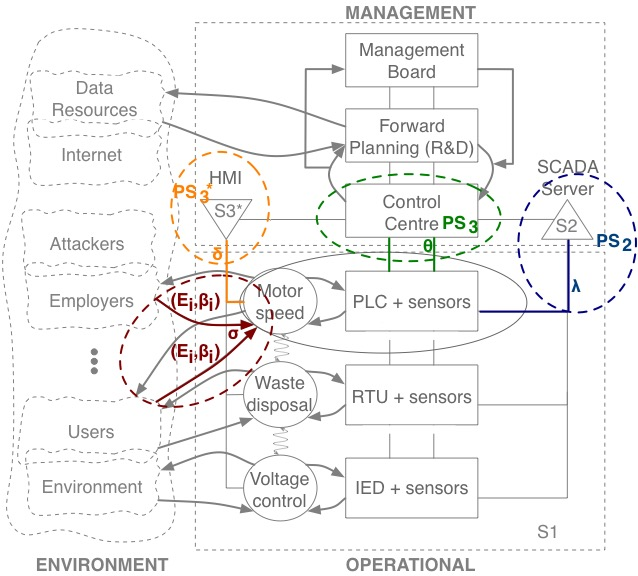 MANAGEMENT
Management
Board
Data
Resources
Forward
Planning (R&D)
Internet
HMI
PS3*
S3*
Control
Centre PS3
SCADA
Server
S2
PS2
Attackers
θ
δ
λ
Employers
(Ei,βi)
Motor
speed
PLC + sensors
σ
(Ei,βi)
Waste
disposal
RTU + sensors
Users
Environment
Voltage
control
IED + sensors
S1
ENVIRONMENT
OPERATIONAL